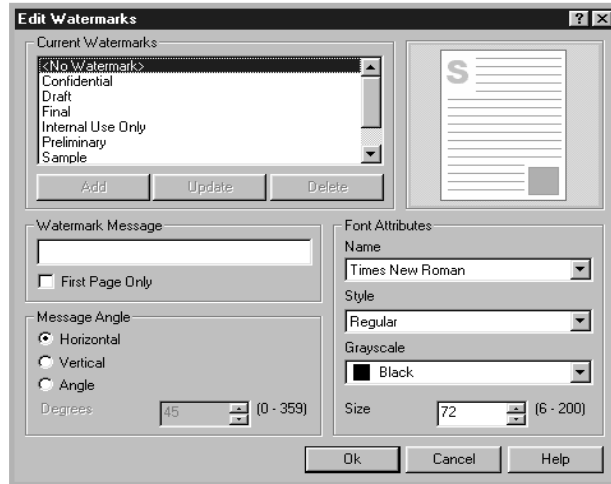 Edit Watermarks
Current Watermarks
<No Watermark>
Confidential
Draft
Final
Internal Use Only
Preliminary
Sample
Add Update Delete
S
Watermark Message
First Page Only
Message Angle
Horizontal
Vertical
Angle
Degrees 45 (0 - 359)
Font Attributes
Name
Times New Roman
Style
Regular
Grayscale
Black
Size 72 (6 - 200)
Ok Cancel Help